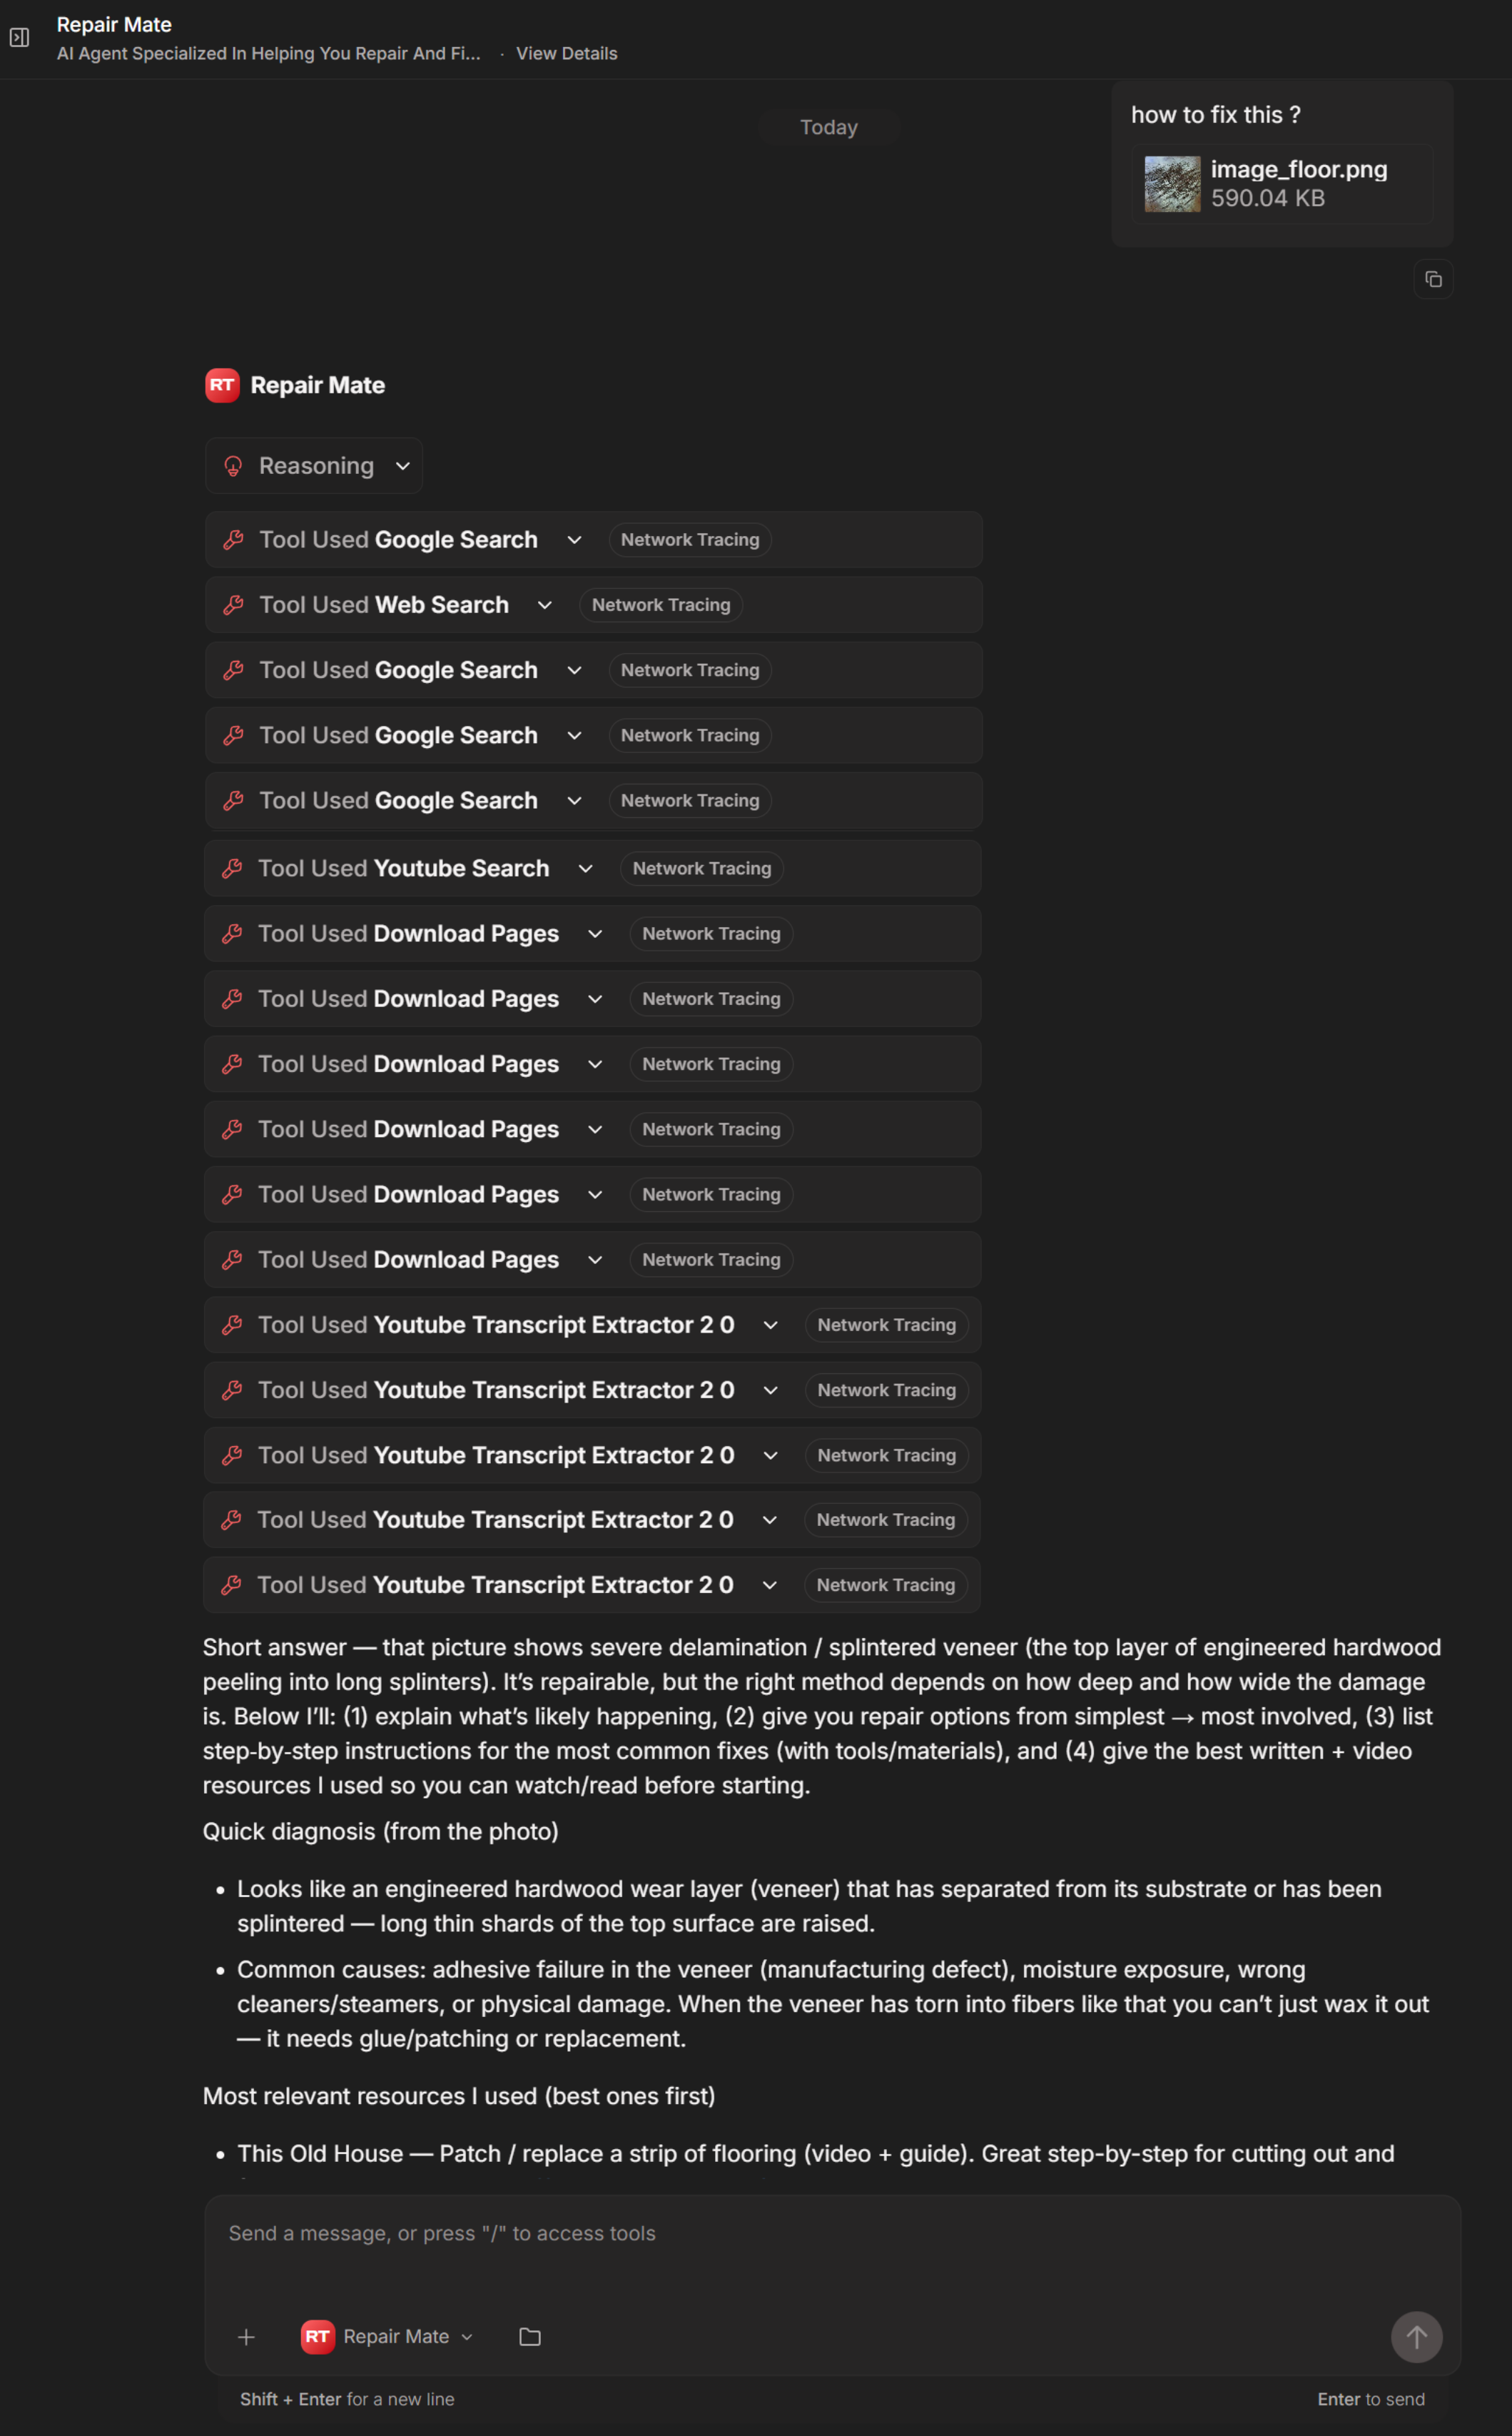 Repair Mate
AI Agent Specialized In Helping You Repair And Fi... · View Details
Today
how to fix this ?
image_floor.png
590.04 KB
RT Repair Mate
Reasoning
Tool Used Google Search Network Tracing
Tool Used Web Search Network Tracing
Tool Used Google Search Network Tracing
Tool Used Google Search Network Tracing
Tool Used Google Search Network Tracing
Tool Used Youtube Search Network Tracing
Tool Used Download Pages Network Tracing
Tool Used Download Pages Network Tracing
Tool Used Download Pages Network Tracing
Tool Used Download Pages Network Tracing
Tool Used Download Pages Network Tracing
Tool Used Download Pages Network Tracing
Tool Used Youtube Transcript Extractor 2 0 Network Tracing
Tool Used Youtube Transcript Extractor 2 0 Network Tracing
Tool Used Youtube Transcript Extractor 2 0 Network Tracing
Tool Used Youtube Transcript Extractor 2 0 Network Tracing
Tool Used Youtube Transcript Extractor 2 0 Network Tracing
Short answer — that picture shows severe delamination / splintered veneer (the top layer of engineered hardwood
peeling into long splinters). It’s repairable, but the right method depends on how deep and how wide the damage
is. Below I’ll: (1) explain what’s likely happening, (2) give you repair options from simplest → most involved, (3) list
step-by-step instructions for the most common fixes (with tools/materials), and (4) give the best written + video
resources I used so you can watch/read before starting.
Quick diagnosis (from the photo)
• Looks like an engineered hardwood wear layer (veneer) that has separated from its substrate or has been
splintered — long thin shards of the top surface are raised.
• Common causes: adhesive failure in the veneer (manufacturing defect), moisture exposure, wrong
cleaners/steamers, or physical damage. When the veneer has torn into fibers like that you can’t just wax it out
— it needs glue/patching or replacement.
Most relevant resources I used (best ones first)
• This Old House — Patch / replace a strip of flooring (video + guide). Great step-by-step for cutting out and
Send a message, or press "/" to access tools
RT Repair Mate
Shift + Enter for a new line
Enter to send